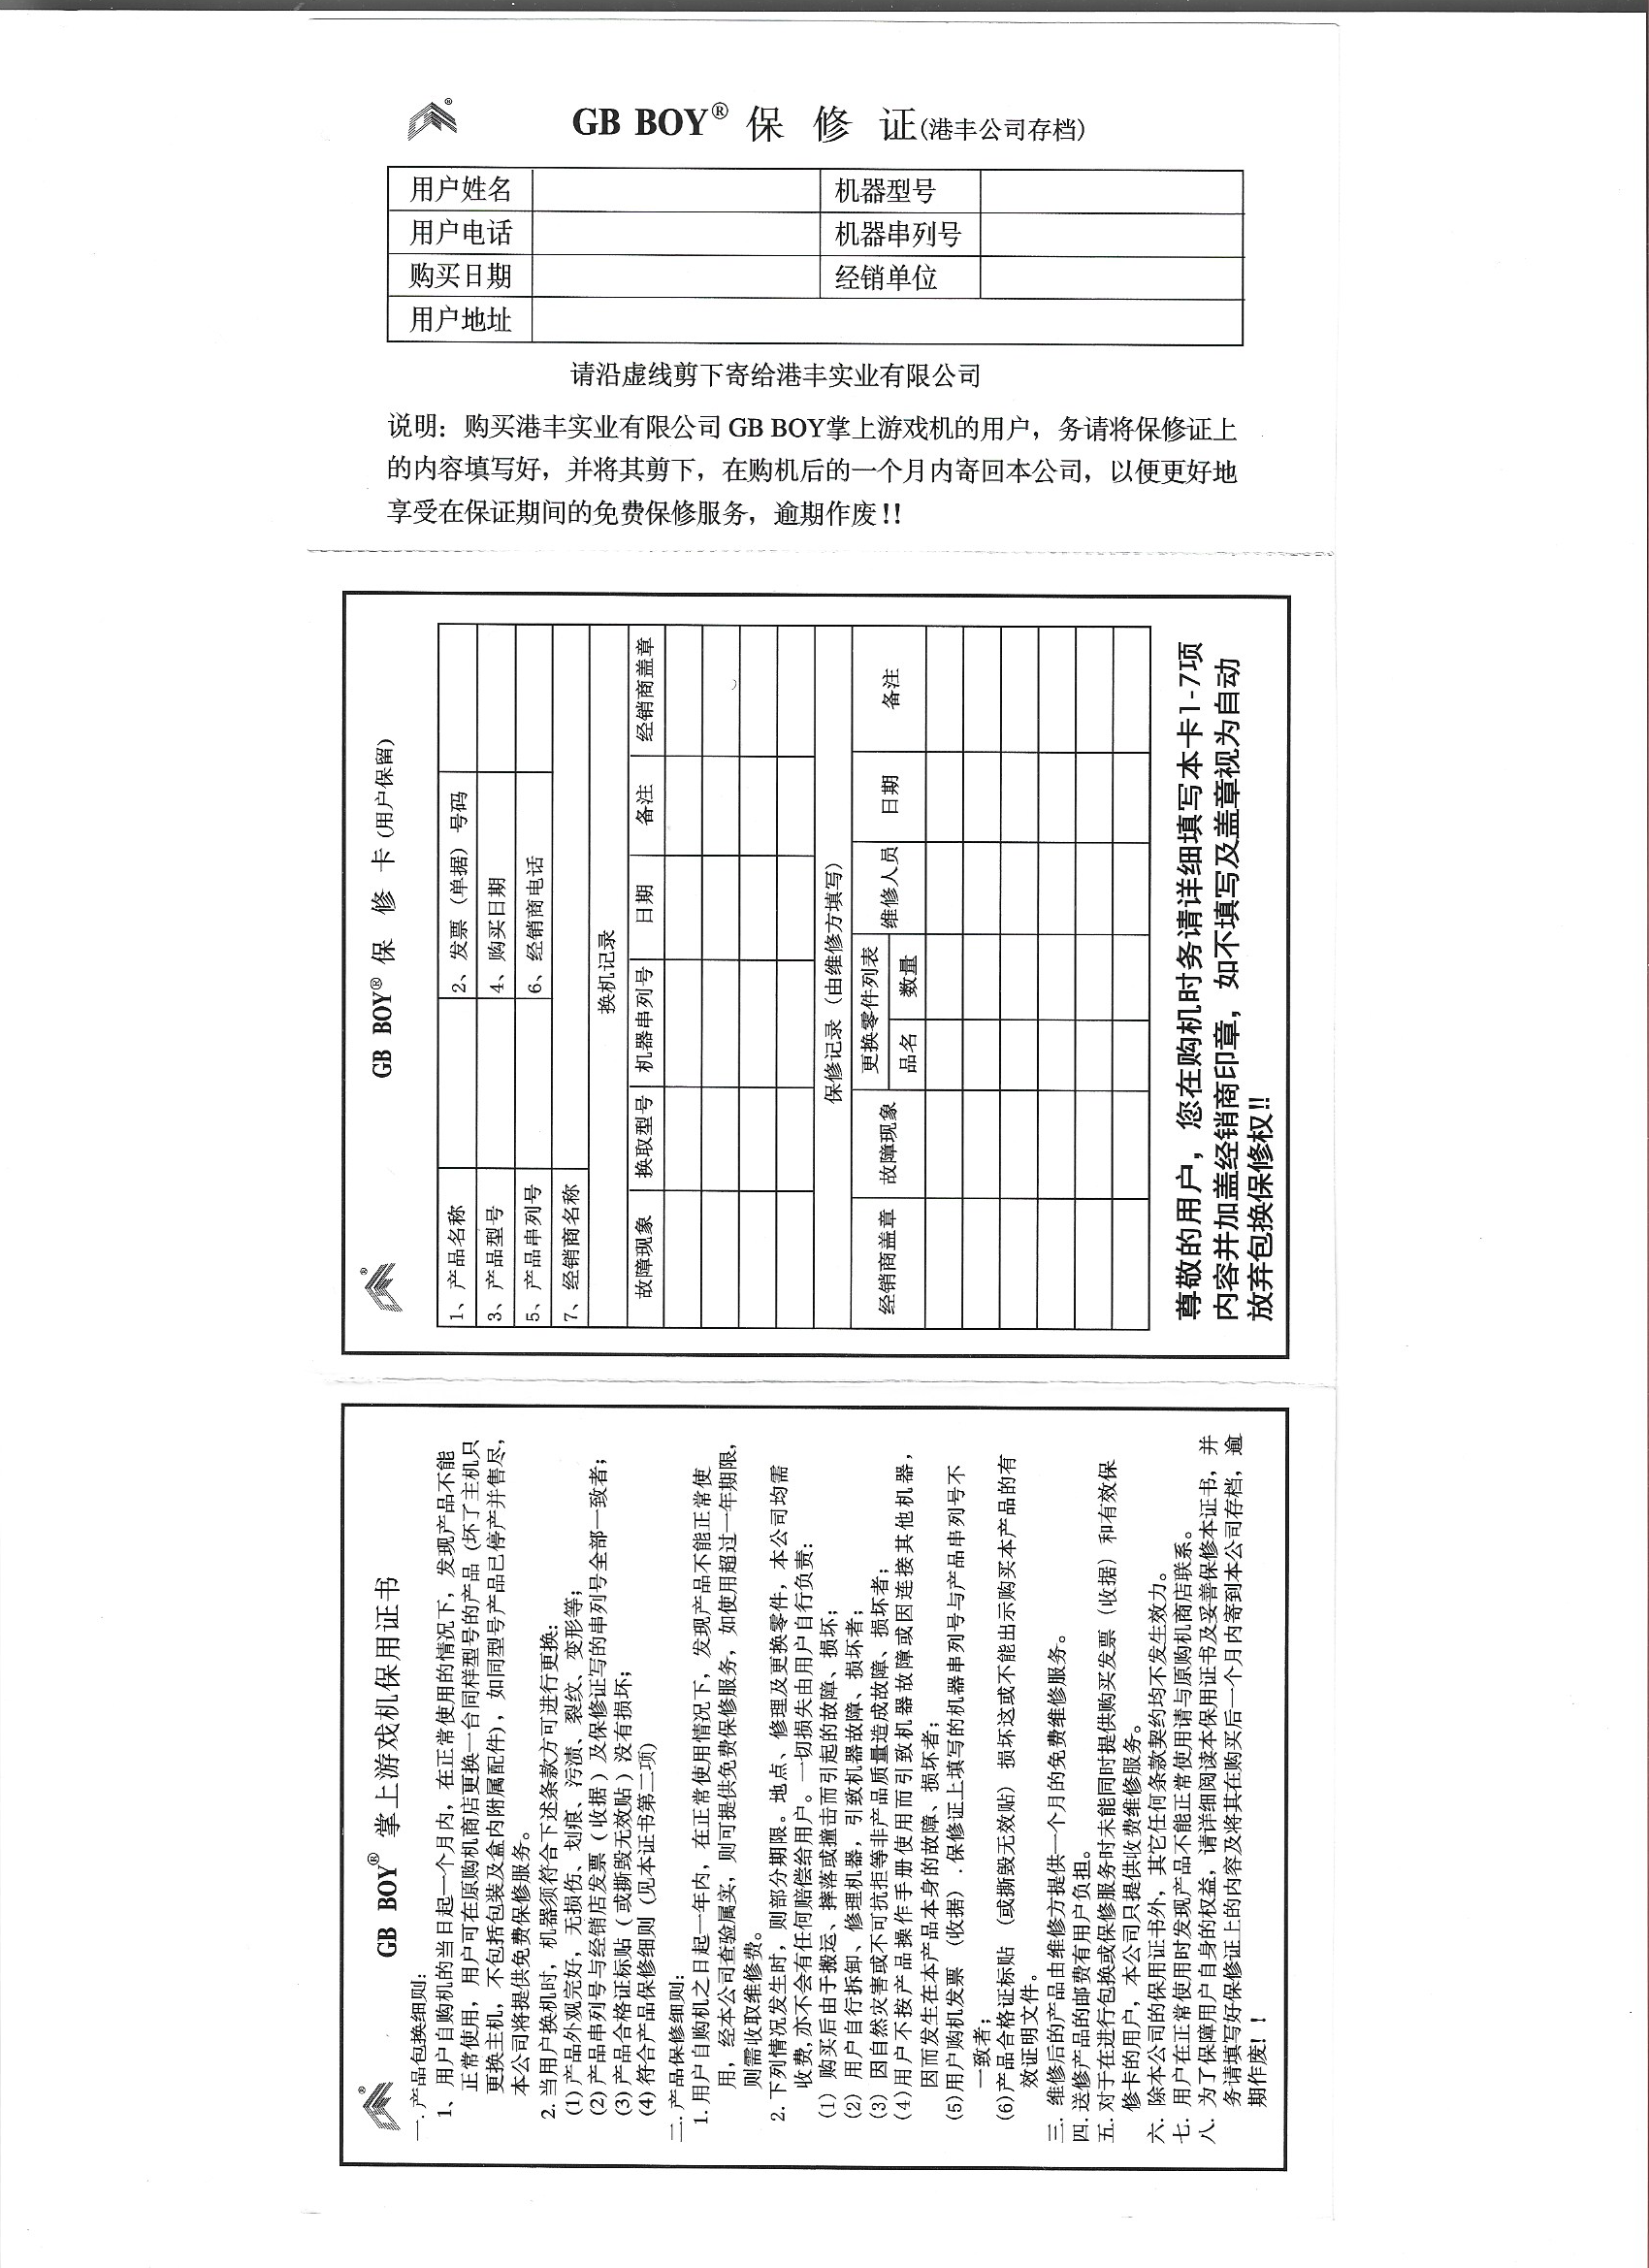 GB BOY® 保 修 证(港丰公司存档)
用户姓名 机器型号
用户电话 机器串列号
购买日期 经销单位
用户地址
请沿虚线剪下寄给港丰实业有限公司
说明：购买港丰实业有限公司GB BOY掌上游戏机的用户，务请将保修证上
的内容填写好，并将其剪下，在购机后的一个月内寄回本公司，以便更好地
享受在保证期间的免费保修服务，逾期作废!!
GB BOY® 保 修 卡 (用户保留)
1、产品名称 2、发票（单据）号码
3、产品型号 4、购买日期
5、产品串列号 6、经销商电话
7、经销商名称
换机记录
故障现象 换取型号 机器串列号 日期 备注 经销商盖章
保修记录（由维修方填写）
经销商盖章 故障现象 更换零件列表 维修人员 日期 备注
品名 数量
尊敬的用户，您在购机时务请详细填写本卡1-7项
内容并加盖经销商印章，如不填写及盖章视为自动
放弃包换保修权!!
GB BOY® 掌上游戏机保用证书
一.产品包换细则:
1、用户自购机的当日起一个月内，在正常使用的情况下，发现产品不能
正常使用，用户可在原购机商店更换一台同样型号的产品 (坏了主机只
更换主机，不包括包装及盒内附属配件)，如同型号产品已停产并售尽，
本公司将提供免费保修服务。
2.当用户换机时，机器须符合下述条款方可进行更换:
(1)产品外观完好，无损伤、划痕、污渍、裂纹、变形等;
(2)产品串列号与经销店发票（收据）及保修证写的串列号全部一致者;
(3)产品合格证标贴（或撕毁无效贴）没有损坏;
(4)符合产品保修细则 (见本证书第二项)
二.产品保修细则:
1.用户自购机之日起一年内，在正常使用情况下，发现产品不能正常使
用，经本公司查验属实，则可提供免费保修服务，如使用超过一年期限，
则需收取维修费。
2.下列情况发生时，则部分期限。地点、修理及更换零件，本公司均需
收费,亦不会有任何赔偿给用户。一切损失由用户自行负责:
(1) 购买后由于搬运、摔落或撞击而引起的故障、损坏;
(2) 用户自行拆卸、修理机器，引致机器故障、损坏者;
(3) 因自然灾害或不可抗拒等非产品质量造成故障、损坏者;
(4)用户不按产品操作手册使用而引致机器故障或因连接其他机器，
因而发生在本产品本身的故障、损坏者;
(5)用户购机发票（收据）.保修证上填写的机器串列号与产品串列号不
一致者;
(6)产品合格证标贴（或撕毁无效贴）损坏这或不能出示购买本产品的有
效证明文件。
三.维修后的产品由维修方提供一个月的免费维修服务。
四.送修产品的邮费有用户负担。
五.对于在进行包换或保修服务时未能同时提供购买发票（收据）和有效保
修卡的用户，本公司只提供收费维修服务。
六.除本公司的保用证书外，其它任何条款契约均不发生效力。
七.用户在正常使用时发现产品不能正常使用请与原购机商店联系。
八.为了保障用户自身的权益，请详细阅读本保用证书及妥善保修本证书，并
务请填写好保修证上的内容及将其在购买后一个月内寄到本公司存档，逾
期作废!！